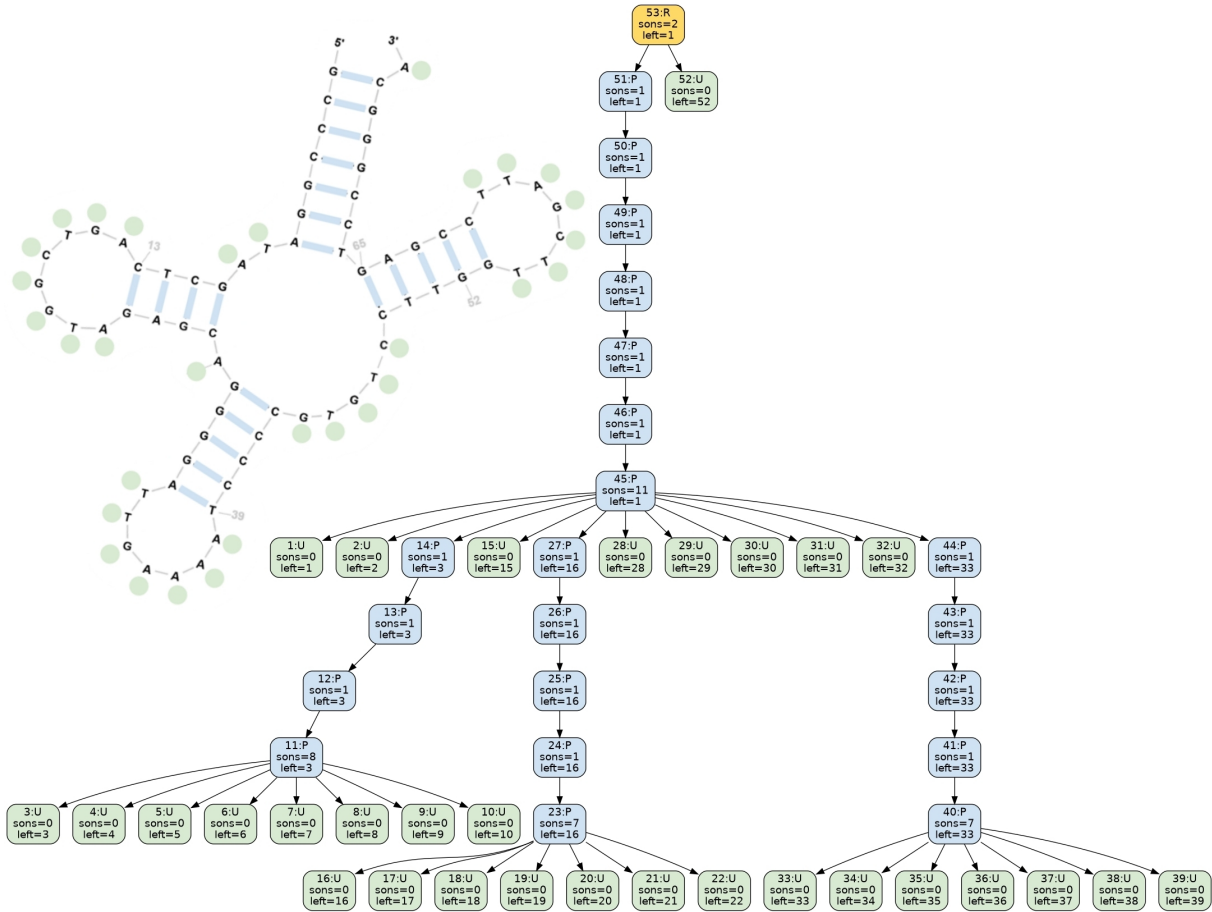 5'
G
C
C
C
G
G
A
T
A
G
C
T
C
13
A
G
T
C
G
G
T
A
G
A
G
C
A
G
G
G
G
A
T
T
G
A
A
A
A
T
39
C
C
C
C
G
T
G
T
C
C
T
T
G
52
G
T
T
C
G
A
T
T
C
C
G
A
G
65
T
C
C
G
G
G
C
A
3'
53:R
sons=2
left=1
51:P
sons=1
left=1
52:U
sons=0
left=52
50:P
sons=1
left=1
49:P
sons=1
left=1
48:P
sons=1
left=1
47:P
sons=1
left=1
46:P
sons=1
left=1
45:P
sons=11
left=1
1:U
sons=0
left=1
2:U
sons=0
left=2
14:P
sons=1
left=3
15:U
sons=0
left=15
27:P
sons=1
left=16
28:U
sons=0
left=28
29:U
sons=0
left=29
30:U
sons=0
left=30
31:U
sons=0
left=31
32:U
sons=0
left=32
44:P
sons=1
left=33
13:P
sons=1
left=3
26:P
sons=1
left=16
43:P
sons=1
left=33
12:P
sons=1
left=3
25:P
sons=1
left=16
42:P
sons=1
left=33
11:P
sons=8
left=3
24:P
sons=1
left=16
41:P
sons=1
left=33
3:U
sons=0
left=3
4:U
sons=0
left=4
5:U
sons=0
left=5
6:U
sons=0
left=6
7:U
sons=0
left=7
8:U
sons=0
left=8
9:U
sons=0
left=9
10:U
sons=0
left=10
23:P
sons=7
left=16
40:P
sons=7
left=33
16:U
sons=0
left=16
17:U
sons=0
left=17
18:U
sons=0
left=18
19:U
sons=0
left=19
20:U
sons=0
left=20
21:U
sons=0
left=21
22:U
sons=0
left=22
33:U
sons=0
left=33
34:U
sons=0
left=34
35:U
sons=0
left=35
36:U
sons=0
left=36
37:U
sons=0
left=37
38:U
sons=0
left=38
39:U
sons=0
left=39